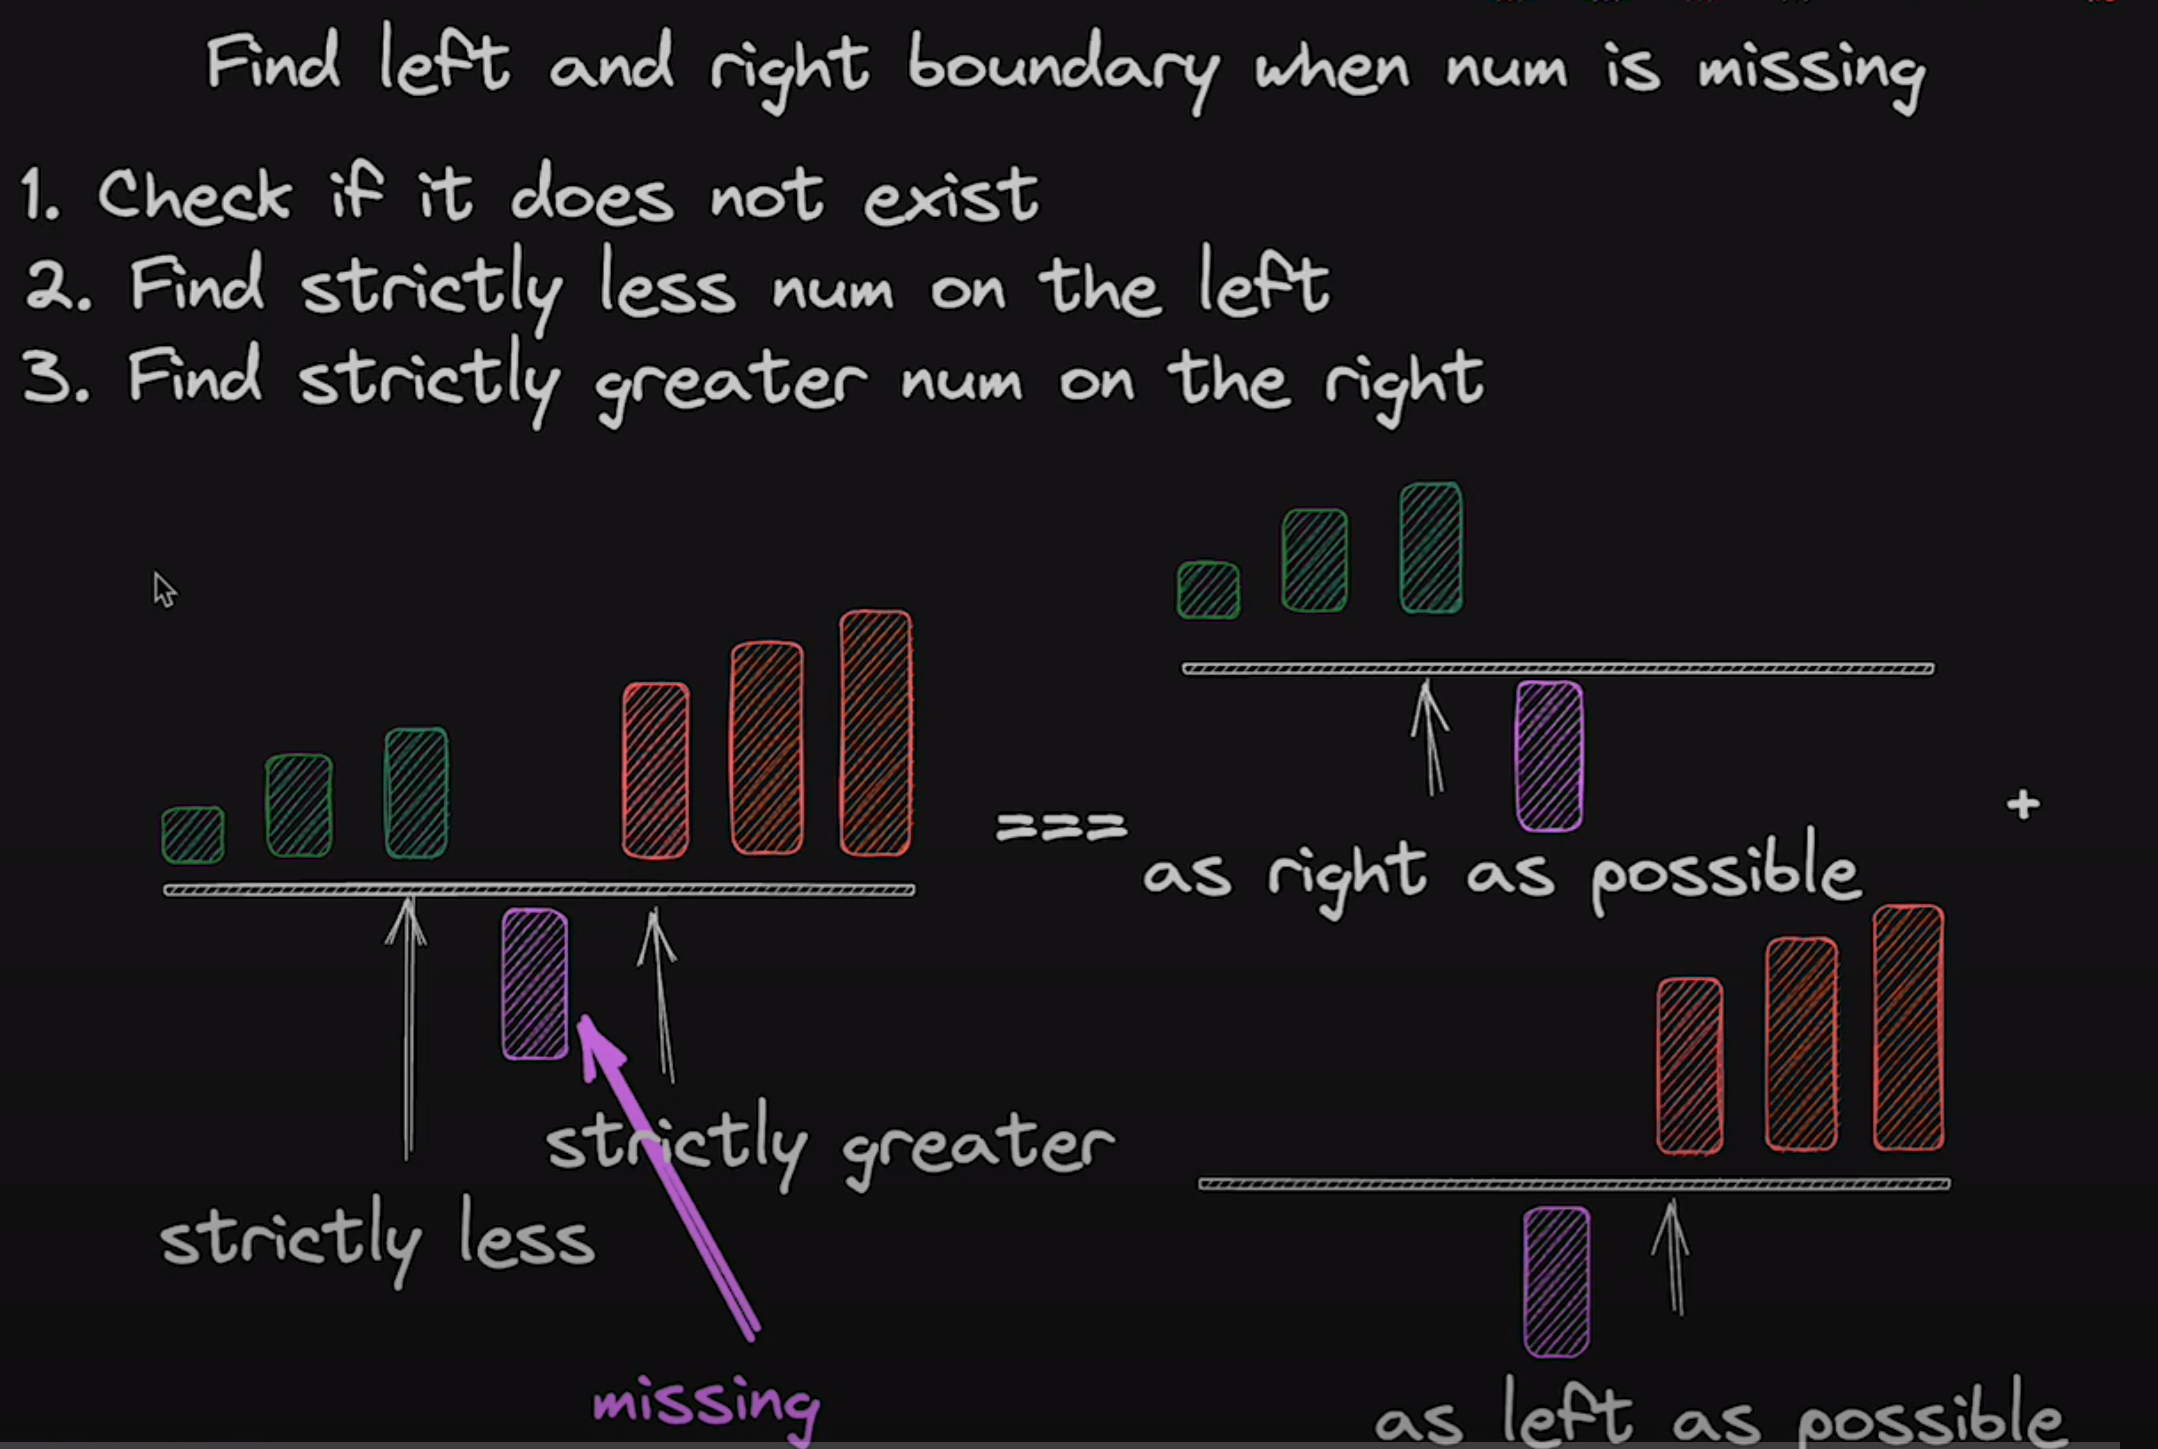 Find left and right boundary when num is missing
1. Check if it does not exist
2. Find strictly less num on the left
3. Find strictly greater num on the right
===
+
as right as possible
strictly greater
strictly less
missing
as left as possible